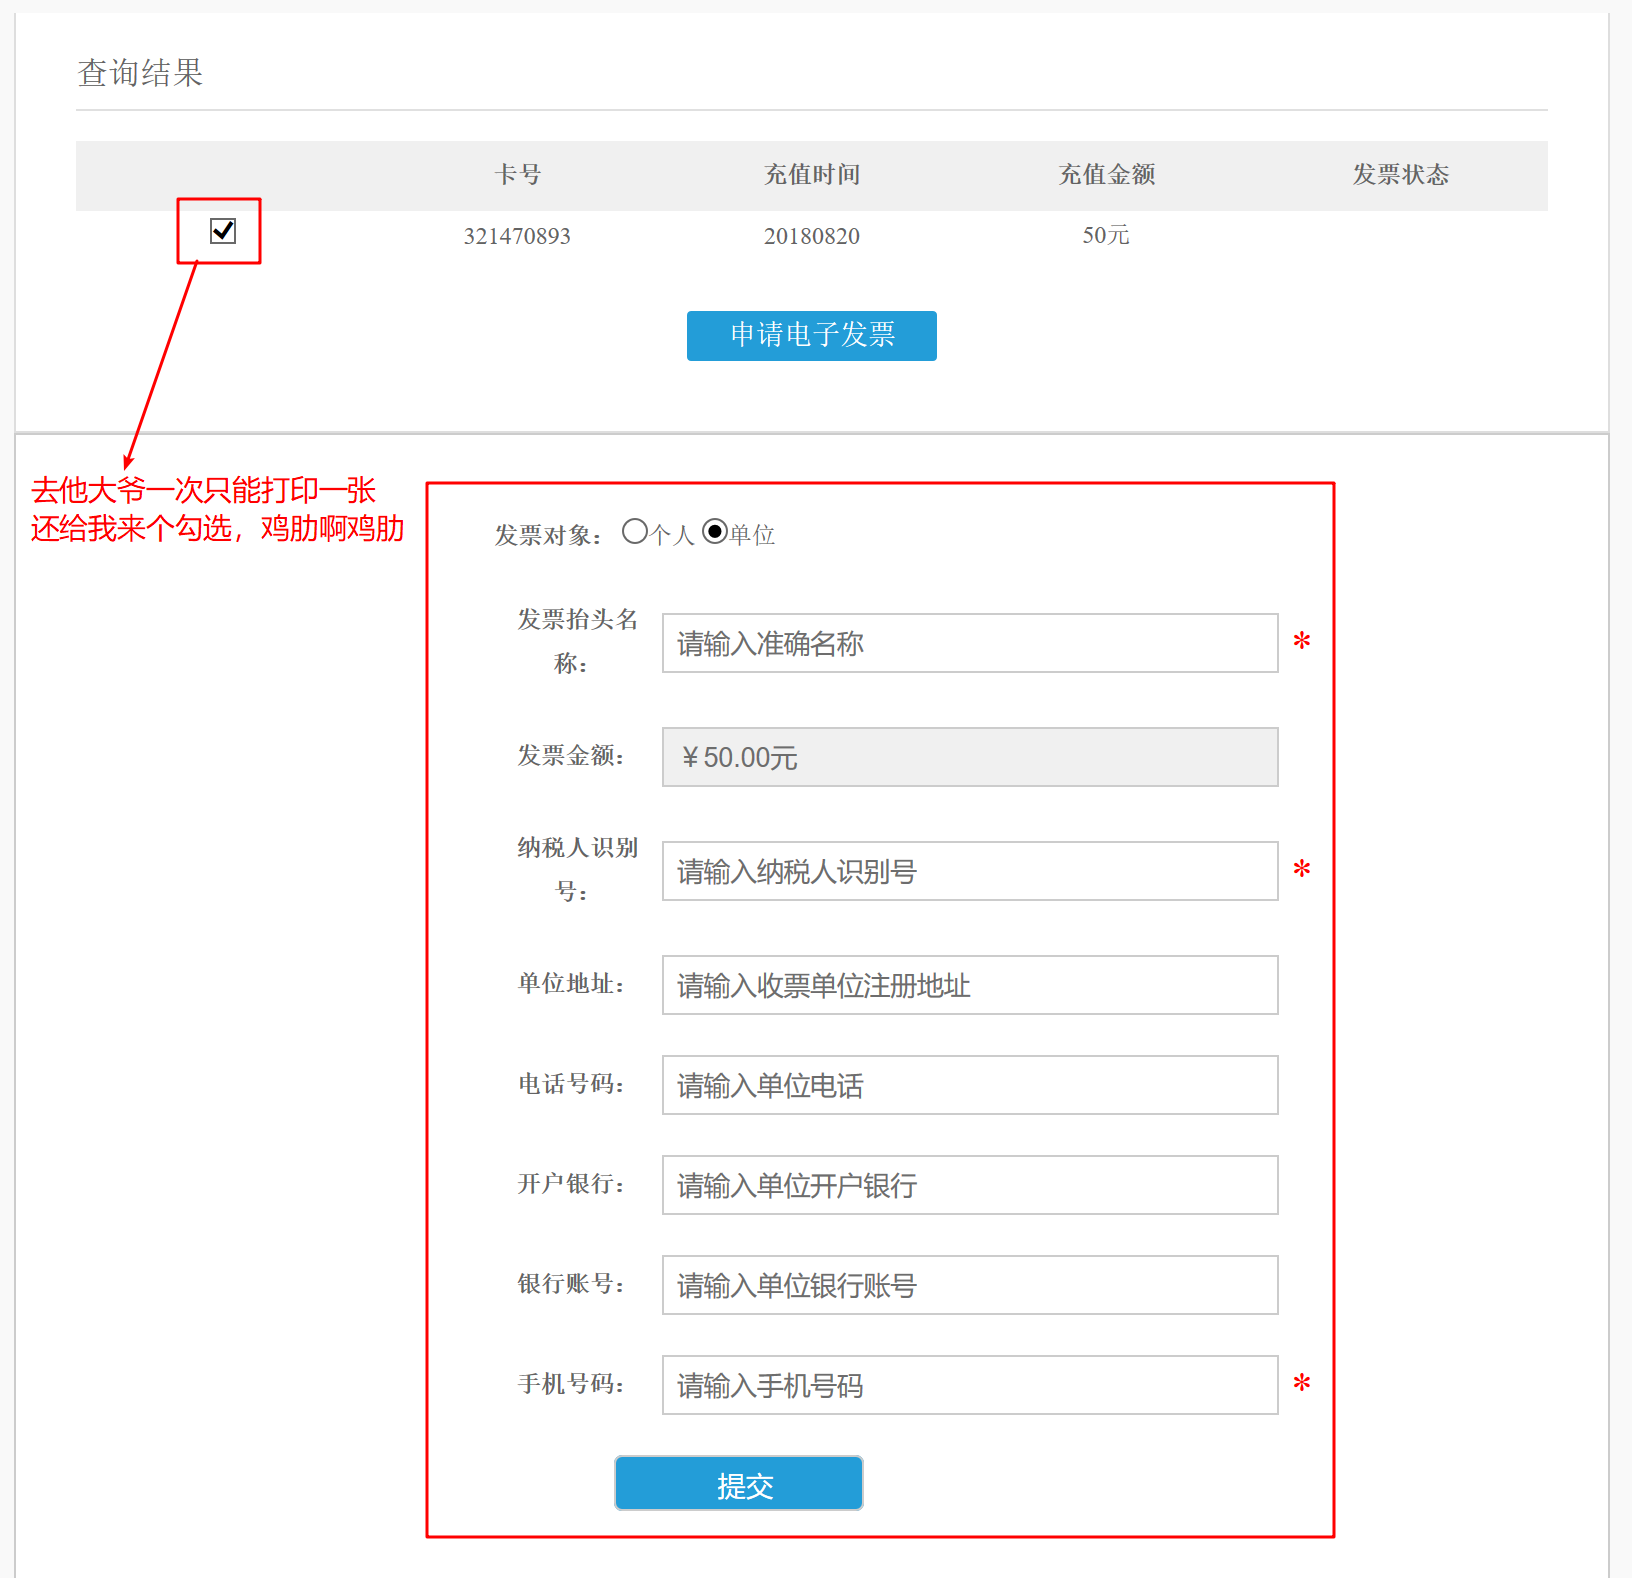 查询结果
卡号 充值时间 充值金额 发票状态
321470893 20180820 50元
申请电子发票
去他大爷一次只能打印一张
还给我来个勾选，鸡肋啊鸡肋
发票对象： 个人 单位
发票抬头名
称：
请输入准确名称 *
发票金额： ￥50.00元
纳税人识别
号：
请输入纳税人识别号 *
单位地址： 请输入收票单位注册地址
电话号码： 请输入单位电话
开户银行： 请输入单位开户银行
银行账号： 请输入单位银行账号
手机号码： 请输入手机号码 *
提交